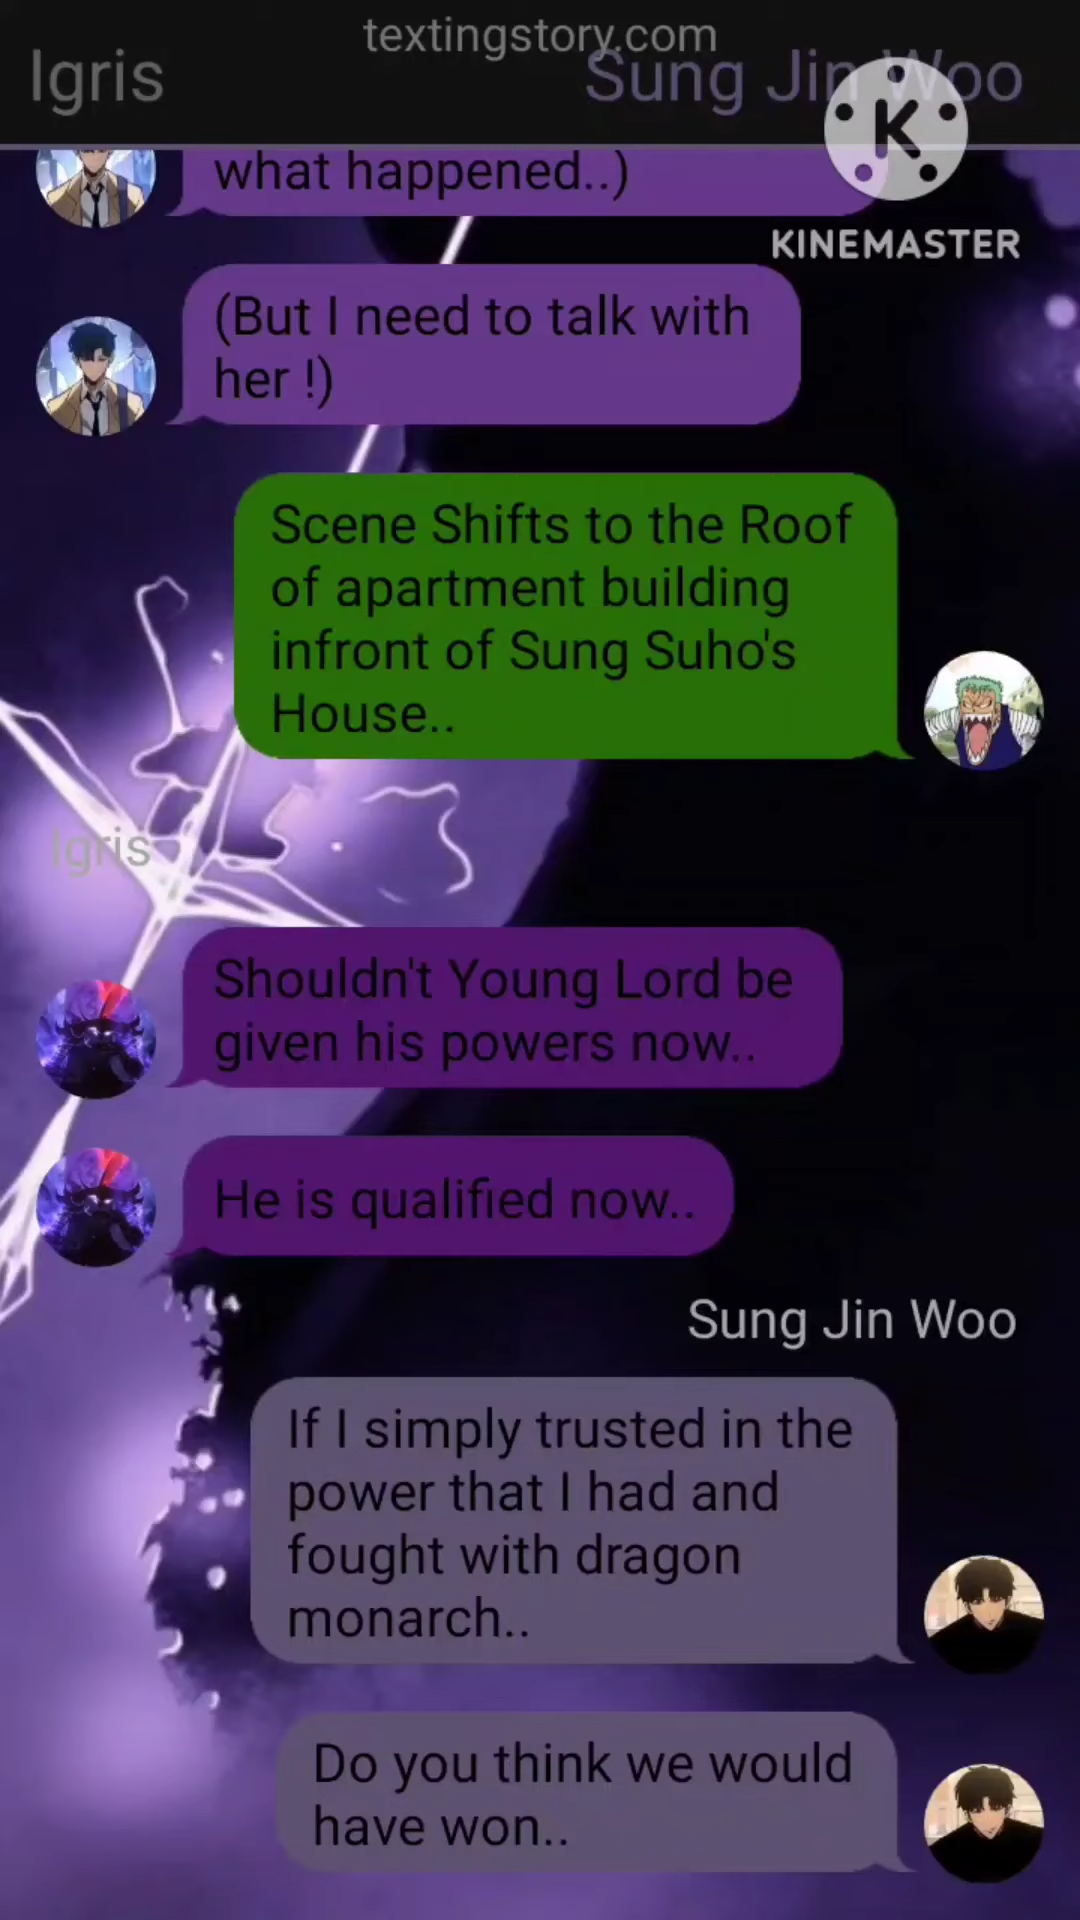 textingstory.com
Igris
Sung Jin Woo
KINEMASTER
what happened..)
(But I need to talk with
her !)
Scene Shifts to the Roof
of apartment building
infront of Sung Suho's
House..
Igris
Shouldn't Young Lord be
given his powers now..
He is qualified now..
Sung Jin Woo
If I simply trusted in the
power that I had and
fought with dragon
monarch..
Do you think we would
have won..